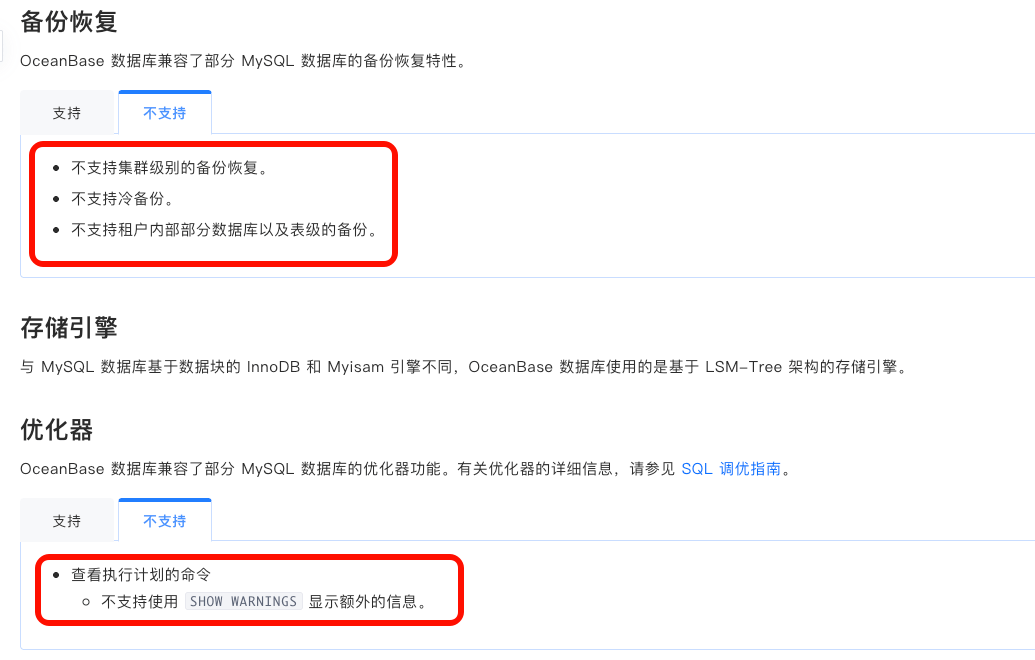 备份恢复
OceanBase 数据库兼容了部分 MySQL 数据库的备份恢复特性。
支持 不支持
不支持集群级别的备份恢复。
不支持冷备份。
不支持租户内部部分数据库以及表级的备份。
存储引擎
与 MySQL 数据库基于数据块的 InnoDB 和 Myisam 引擎不同，OceanBase 数据库使用的是基于 LSM-Tree 架构的存储引擎。
优化器
OceanBase 数据库兼容了部分 MySQL 数据库的优化器功能。有关优化器的详细信息，请参见 SQL 调优指南。
支持 不支持
查看执行计划的命令
不支持使用 SHOW WARNINGS 显示额外的信息。